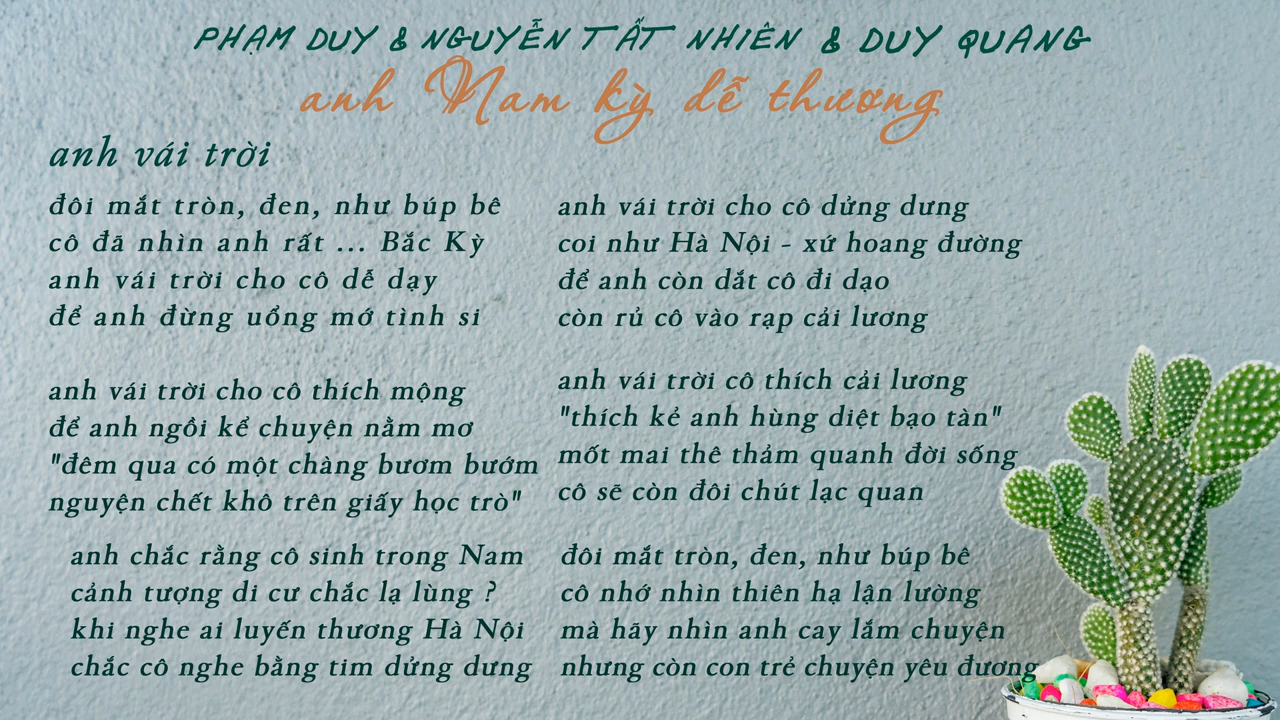 PHẠM DUY & NGUYỄN TẤT NHIÊN & DUY QUANG
anh Nam kỳ dễ thương
anh vái trời
đôi mắt tròn, đen, như búp bê
cô đã nhìn anh rất ... Bắc Kỳ
anh vái trời cho cô dễ dạy
để anh đừng uổng mớ tình si
anh vái trời cho cô thích mộng
để anh ngồi kể chuyện nằm mơ
"đêm qua có một chàng bươm bướm
nguyện chết khô trên giấy học trò"
anh chắc rằng cô sinh trong Nam
cảnh tượng di cư chắc lạ lùng ?
khi nghe ai luyến thương Hà Nội
chắc cô nghe bằng tim dửng dưng
anh vái trời cho cô dửng dưng
coi như Hà Nội - xứ hoang đường
để anh còn dắt cô đi dạo
còn rủ cô vào rạp cải lương
anh vái trời cô thích cải lương
"thích kẻ anh hùng diệt bạo tàn"
mốt mai thê thảm quanh đời sống
cô sẽ còn đôi chút lạc quan
đôi mắt tròn, đen, như búp bê
cô nhớ nhìn thiên hạ lận lường
mà hãy nhìn anh cay lắm chuyện
nhưng còn con trẻ chuyện yêu đương